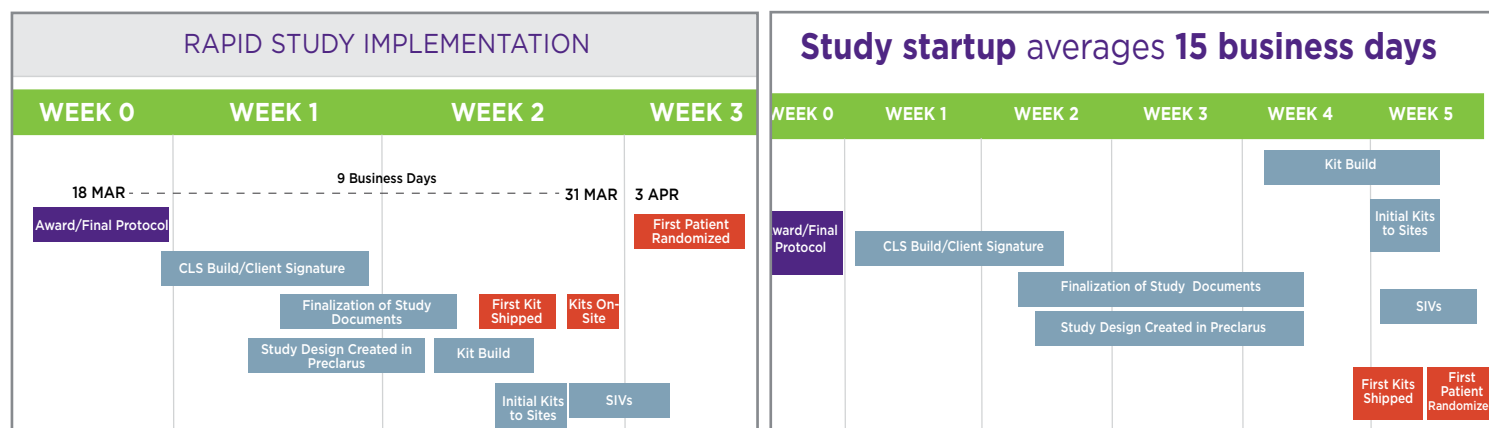 RAPID STUDY IMPLEMENTATION
WEEK 0 WEEK 1 WEEK 2 WEEK 3
9 Business Days
18 MAR 31 MAR 3 APR
Award/Final Protocol
First Patient
Randomized
CLS Build/Client Signature
Finalization of Study
Documents
First Kit
Shipped
Kits On-
Site
Study Design Created in
Preclarus
Kit Build
Initial Kits
to Sites
SIVs
Study startup averages 15 business days
WEEK 0 WEEK 1 WEEK 2 WEEK 3 WEEK 4 WEEK 5
Kit Build
Initial Kits
to Sites
ward/Final
Protocol
CLS Build/Client Signature
Finalization of Study Documents
SIVs
Study Design Created in Preclarus
First Kits
Shipped
First
Patient
Randomize